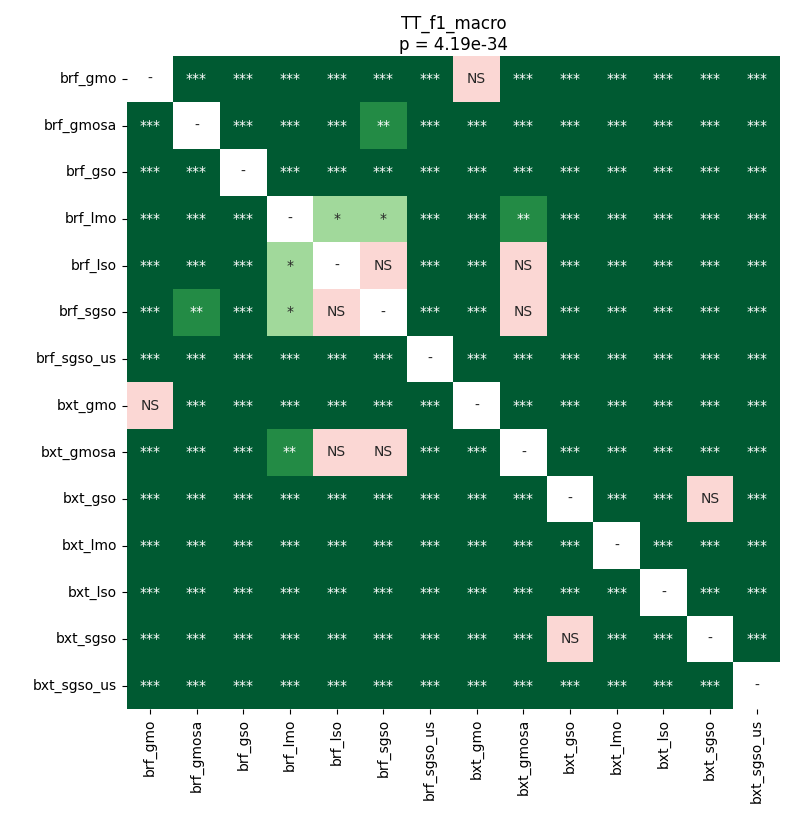 TT_f1_macro
p = 4.19e-34
brf_gmo - *** *** *** *** *** *** NS *** *** *** *** *** ***
brf_gmosa *** - *** *** *** ** *** *** *** *** *** *** *** ***
brf_gso *** *** - *** *** *** *** *** *** *** *** *** *** ***
brf_lmo *** *** *** - * * *** *** ** *** *** *** *** ***
brf_lso *** *** *** * - NS *** *** NS *** *** *** *** ***
brf_sgso *** ** *** * NS - *** *** NS *** *** *** *** ***
brf_sgso_us *** *** *** *** *** *** - *** *** *** *** *** *** ***
bxt_gmo NS *** *** *** *** *** *** - *** *** *** *** *** ***
bxt_gmosa *** *** *** ** NS NS *** *** - *** *** *** *** ***
bxt_gso *** *** *** *** *** *** *** *** *** - *** *** NS ***
bxt_lmo *** *** *** *** *** *** *** *** *** *** - *** *** ***
bxt_lso *** *** *** *** *** *** *** *** *** *** *** - *** ***
bxt_sgso *** *** *** *** *** *** *** *** *** NS *** *** - ***
bxt_sgso_us *** *** *** *** *** *** *** *** *** *** *** *** *** -
brf_gmo brf_gmosa brf_gso brf_lmo brf_lso brf_sgso brf_sgso_us bxt_gmo bxt_gmosa bxt_gso bxt_lmo bxt_lso bxt_sgso bxt_sgso_us